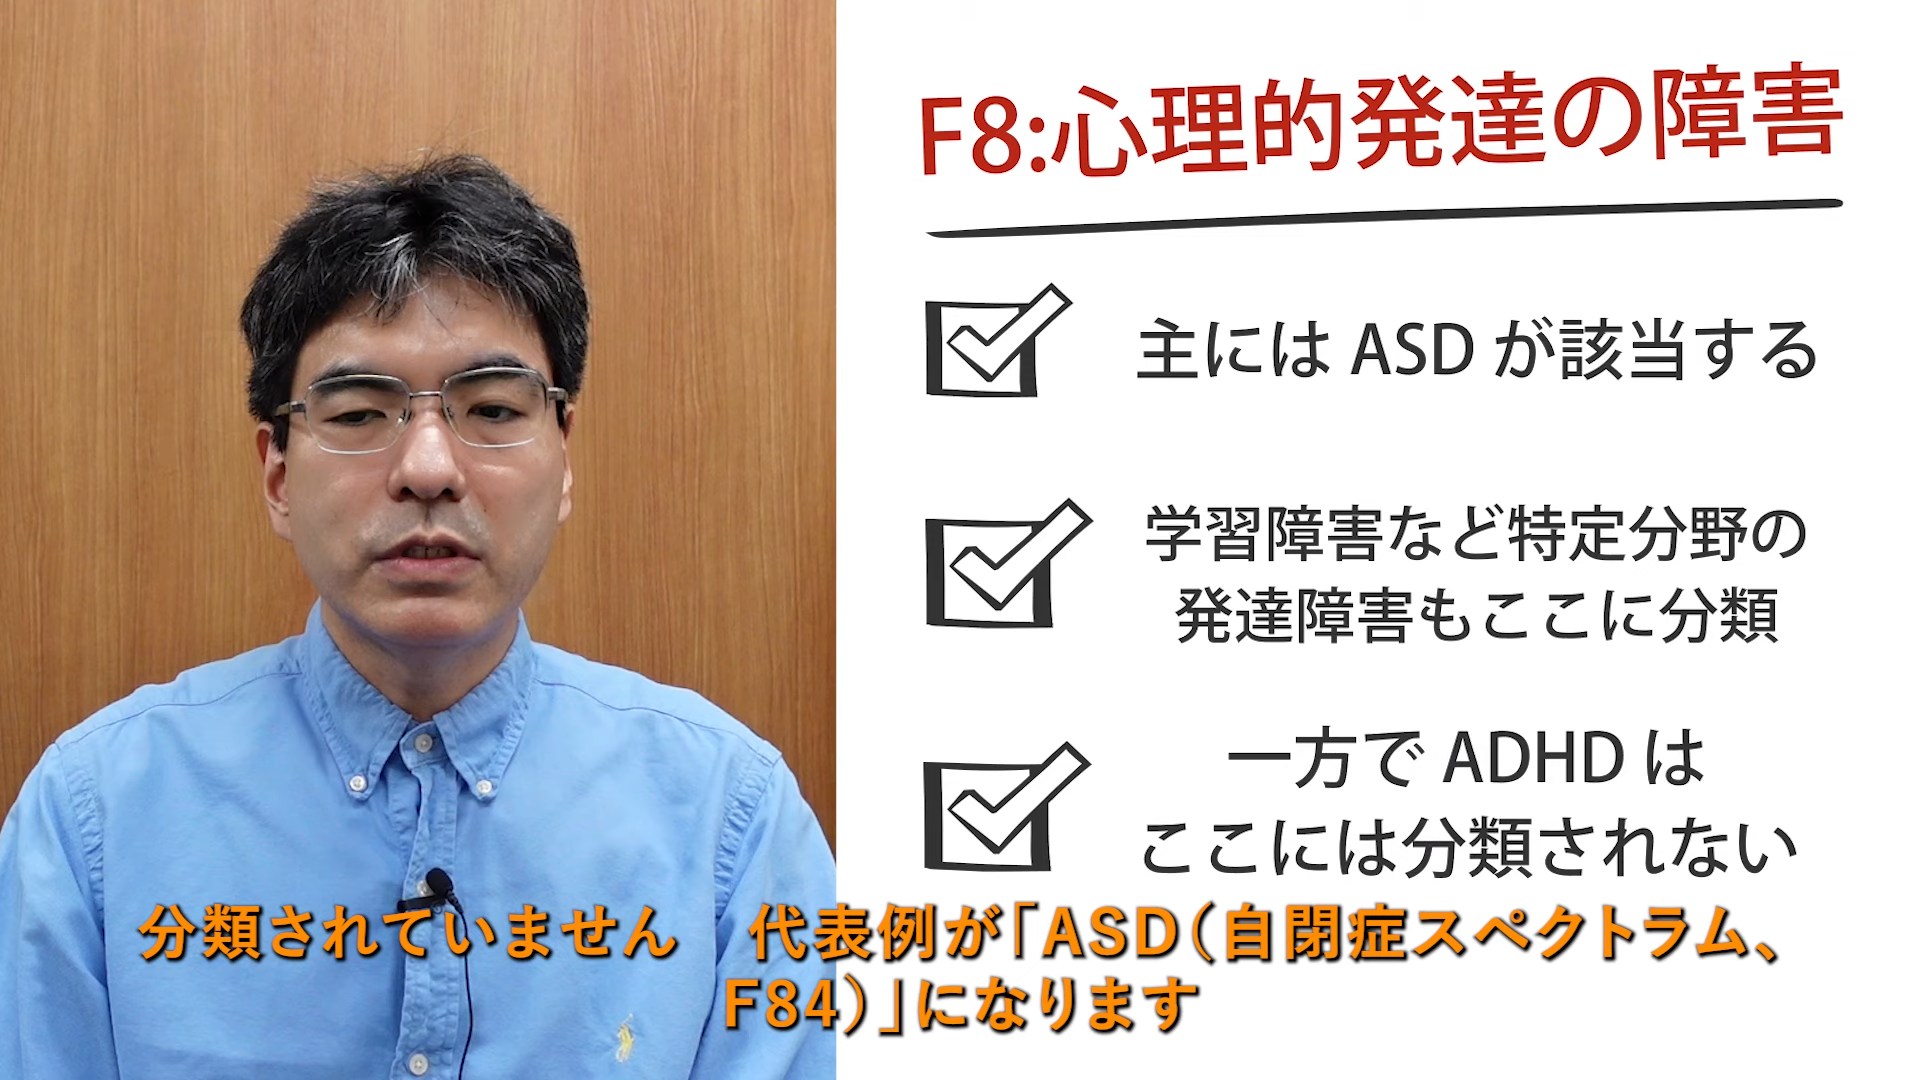 F8:心理的発達の障害
主には ASD が該当する
学習障害など特定分野の
発達障害もここに分類
一方で ADHD は
ここには分類されない
分類されていません　代表例が「ASD（自閉症スペクトラム、
F84）」になります